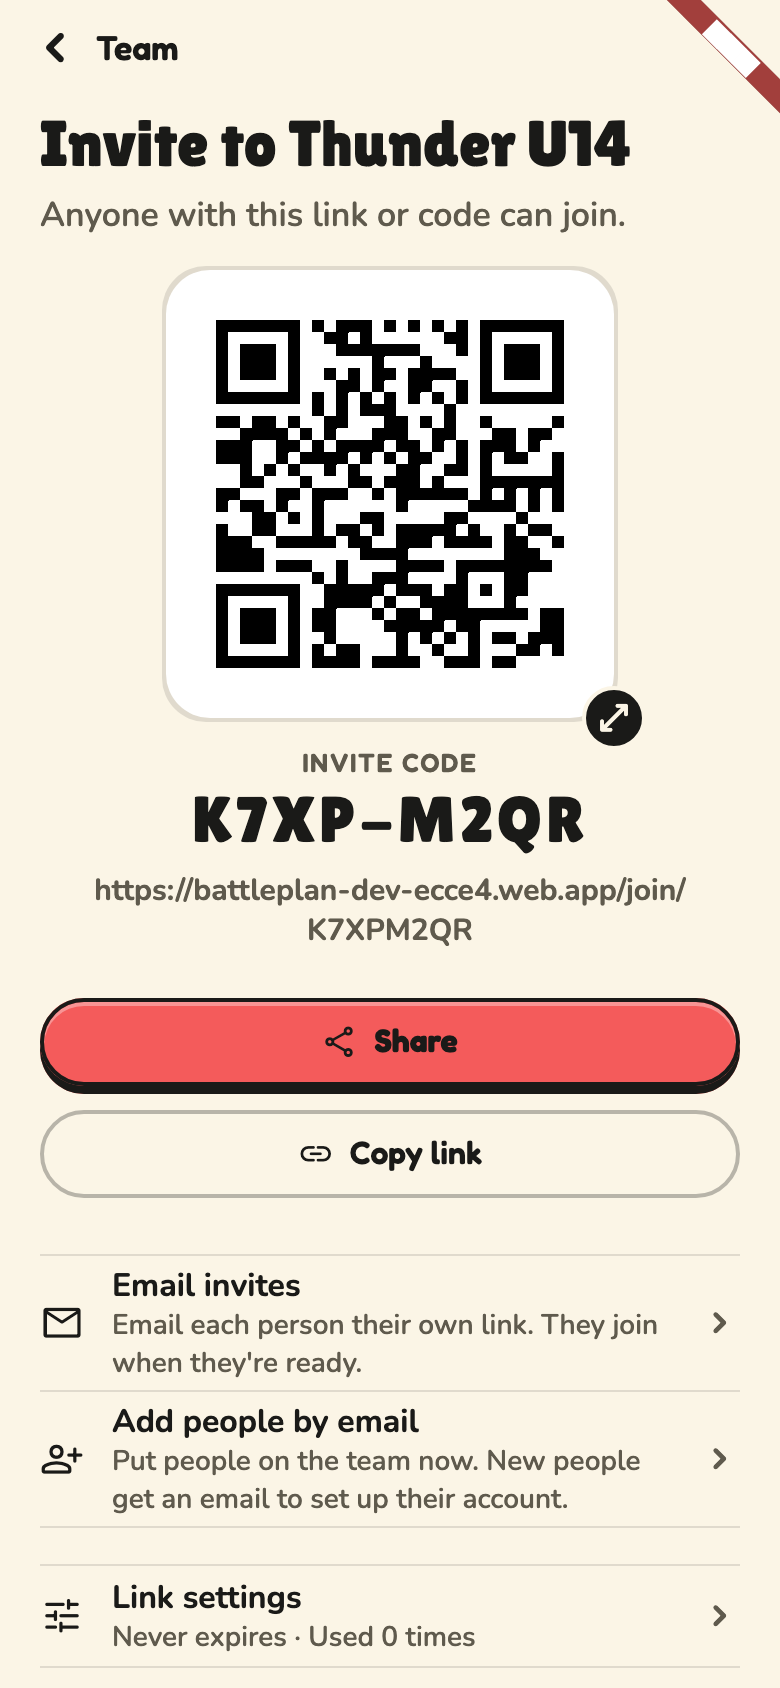 Team
Invite to Thunder U14
Anyone with this link or code can join.
INVITE CODE
K7XP-M2QR
https://battleplan-dev-ecce4.web.app/join/
K7XPM2QR
Share
Copy link
Email invites
Email each person their own link. They join
when they're ready.
Add people by email
Put people on the team now. New people
get an email to set up their account.
Link settings
Never expires · Used 0 times